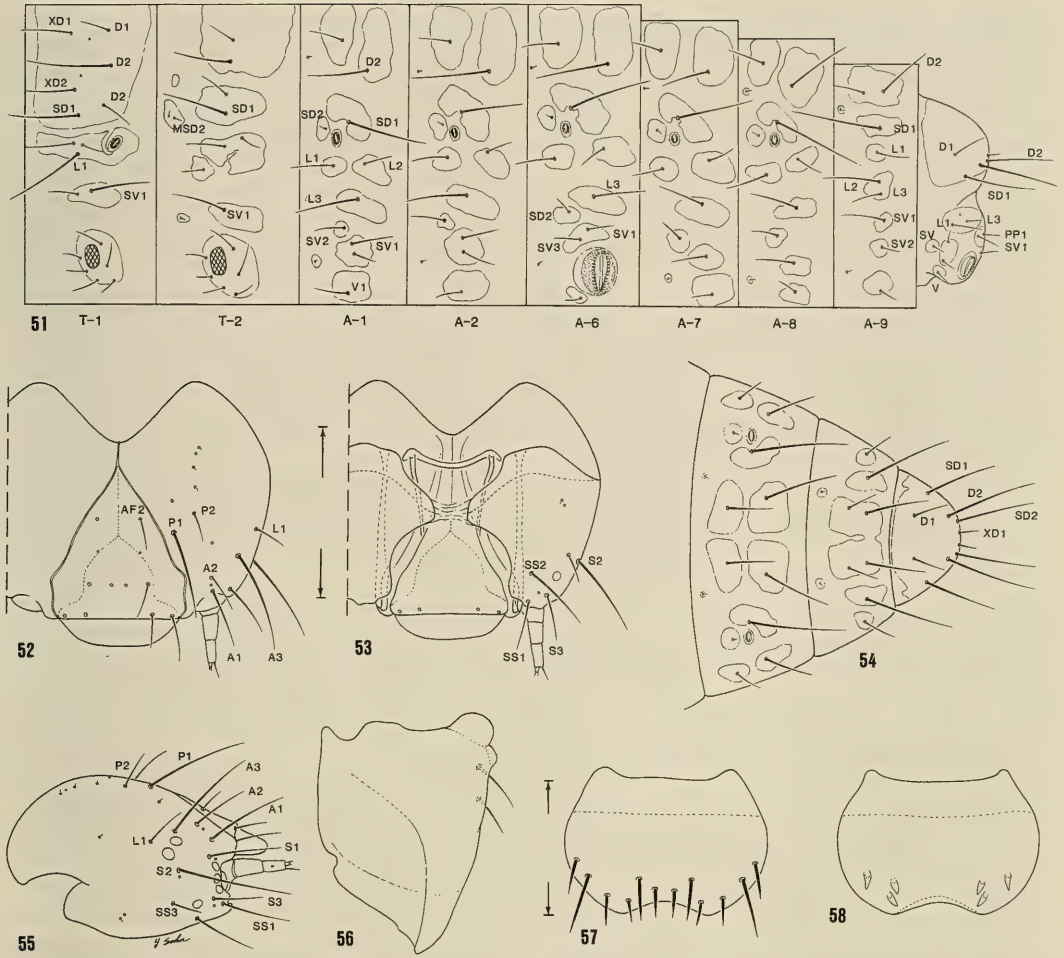 XD1 D1
D2
XD2 D2
SD1
L1
SV1
SD1
MSD2
SV1
D2
SD2 SD1
L1 L2
L3
SV2 SV1
V1
L3
SD2 SV1
SV3
D2
SD1
L1
L2 L3
SV1
SV2
D1 D2
SD1
L1 L3
SV PP1
SV1
V
51 T-1 T-2 A-1 A-2 A-6 A-7 A-8 A-9
AF2 P1 P2
L1
A2
A1 A3
52
SS2 S2
SS1 S3
53
SD1
D2
D1 SD2
XD1
54
P2 P1
A3
A2
A1
L1
S1
S2
S3
SS3 SS1
55
56
57
58